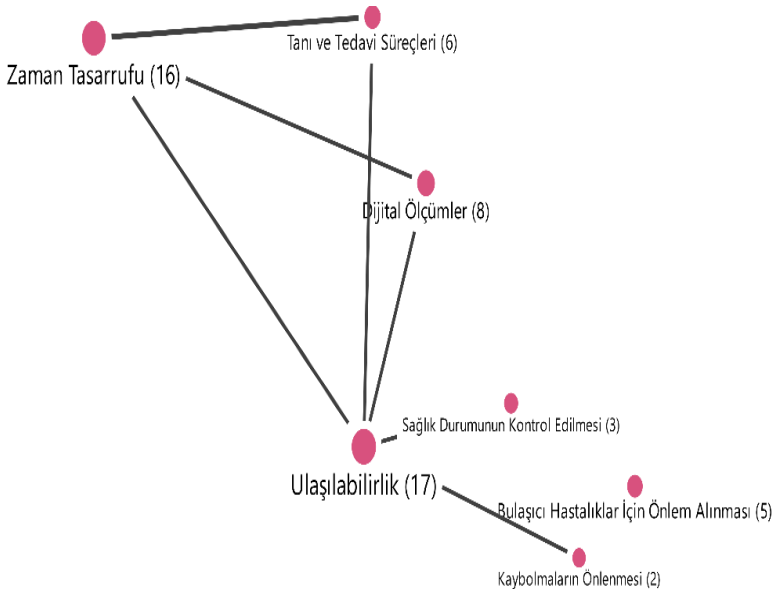 Tanı ve Tedavi Süreçleri (6)
Zaman Tasarrufu (16)
Dijital Ölçümler (8)
Sağlık Durumunun Kontrol Edilmesi (3)
Ulaşılabilirlik (17)
Bulaşıcı Hastalıklar İçin Önlem Alınması (5)
Kaybolmaların Önlenmesi (2)